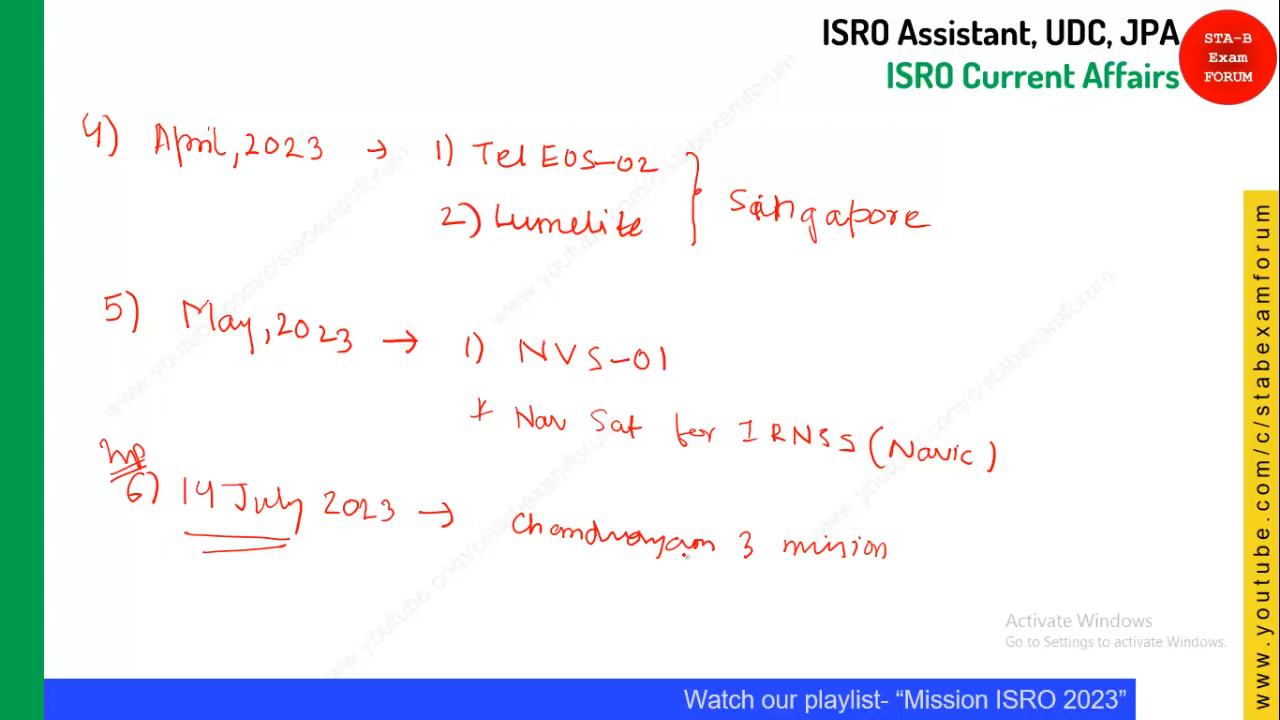 ISRO Assistant, UDC, JPA
ISRO Current Affairs
STA-B
Exam
FORUM
4) April, 2023 → 1) Tel EOS-02
2) Lumelite
} Singapore
5) May, 2023 → 1) NVS-01
* Nav Sat for IRNSS (Navic)
Imp
6) 14 July 2023 → Chandrayaan 3 mission
Activate Windows
Go to Settings to activate Windows.
Watch our playlist- “Mission ISRO 2023”
www.youtube.com/c/stabexamforum